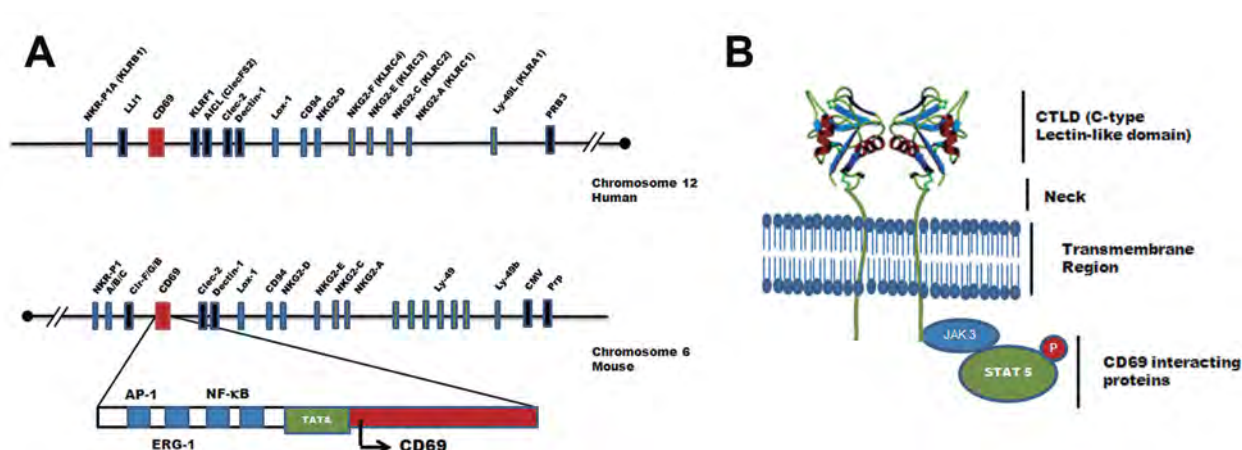 A
NKR-P1A (KLRB1)
LLI1
CD69
KLRF1
AICL (ClecFS2)
Clec-2
Dectin-1
Lox-1
CD94
NKG2-D
NKG2-F (KLRC4)
NKG2-E (KLRC3)
NKG2-C (KLRC2)
NKG2-A (KLRC1)
Ly-49L (KLRA1)
PRB3
Chromosome 12
Human
NKR-P1
A/B/C
Clr-F/G/B
CD69
Clec-2
Dectin-1
Lox-1
CD94
NKG2-D
NKG2-E
NKG2-C
NKG2-A
Ly-49
Ly-49b
CMV
Prp
Chromosome 6
Mouse
AP-1
NF-κB
TATA
ERG-1
CD69
B
CTLD (C-type
Lectin-like domain)
Neck
Transmembrane
Region
JAK 3
P
STAT 5
CD69 interacting
proteins